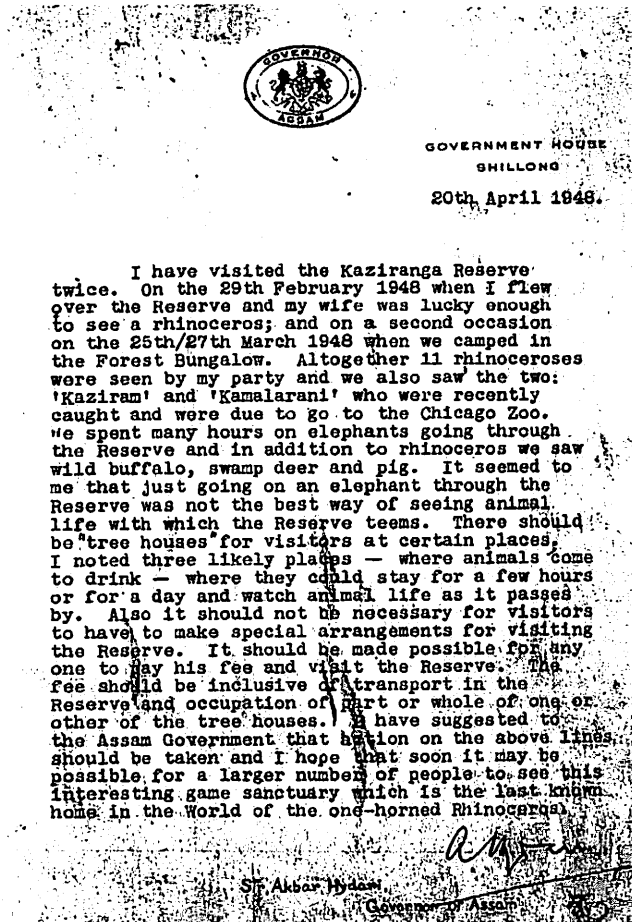 GOVERNOR
ASSAM
GOVERNMENT HOUSE
SHILLONG
20th April 1948.
I have visited the Kaziranga Reserve
twice. On the 29th February 1948 when I flew
over the Reserve and my wife was lucky enough
to see a rhinoceros; and on a second occasion
on the 25th/27th March 1948 when we camped in
the Forest Bungalow. Altogether 11 rhinoceroses
were seen by my party and we also saw the two:
'Kaziram' and 'Kamalarani' who were recently
caught and were due to go to the Chicago Zoo.
We spent many hours on elephants going through
the Reserve and in addition to rhinoceros we saw
wild buffalo, swamp deer and pig. It seemed to
me that just going on an elephant through the
Reserve was not the best way of seeing animal
life with which the Reserve teems. There should
be "tree houses" for visitors at certain places.
I noted three likely places — where animals come
to drink — where they could stay for a few hours
or for a day and watch animal life as it passes
by. Also it should not be necessary for visitors
to have to make special arrangements for visiting
the Reserve. It should be made possible for any
one to pay his fee and visit the Reserve. The
fee should be inclusive of transport in the
Reserve and occupation of part or whole of one or
other of the tree houses. I have suggested to
the Assam Government that action on the above lines
should be taken and I hope that soon it may be
possible for a larger number of people to see this
interesting game sanctuary which is the last known
home in the World of the one-horned Rhinoceros.
Sir Akbar Hydari,
Governor of Assam